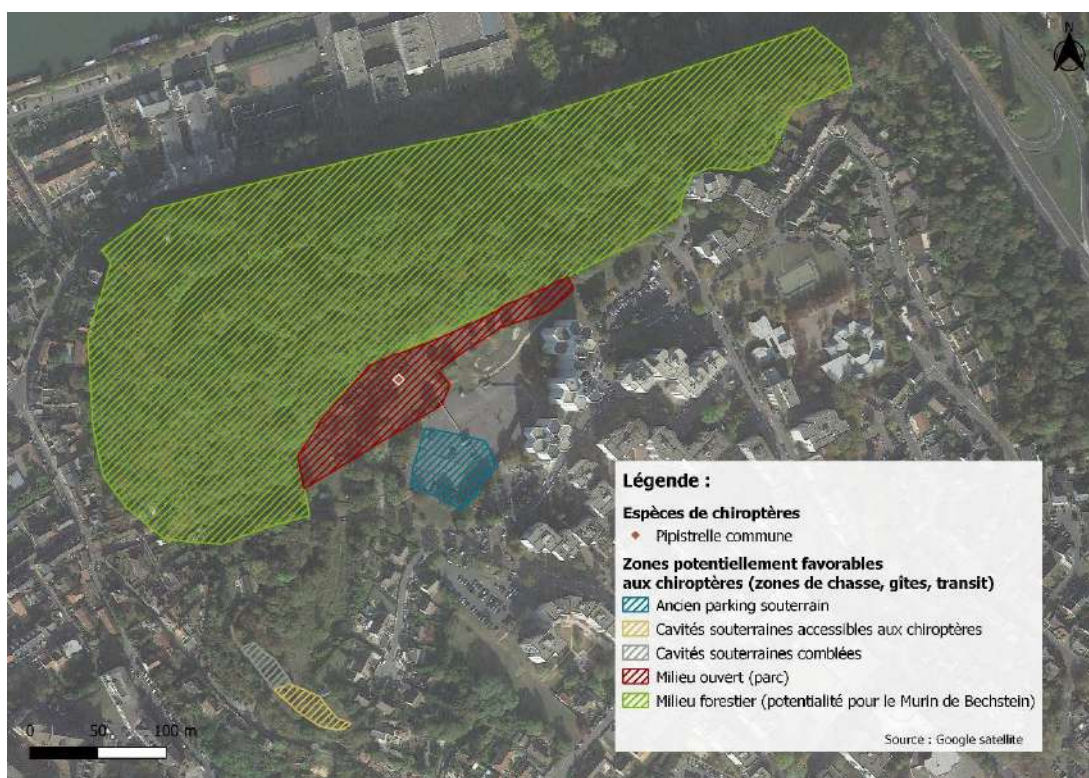 N
Légende :
Espèces de chiroptères
Pipistrelle commune
Zones potentiellement favorables
aux chiroptères (zones de chasse, gîtes, transit)
Ancien parking souterrain
Cavités souterraines accessibles aux chiroptères
Cavités souterraines comblées
Milieu ouvert (parc)
Milieu forestier (potentialité pour le Murin de Bechstein)
Source : Google satellite
0 50 100 m